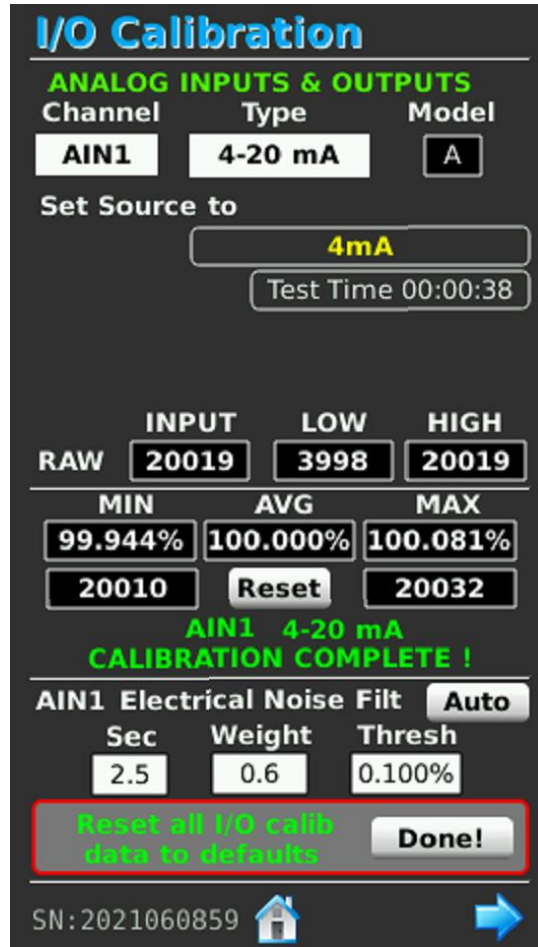 I/O Calibration
ANALOG INPUTS & OUTPUTS
Channel Type Model
AIN1 4-20 mA A
Set Source to
4mA
Test Time 00:00:38
INPUT LOW HIGH
RAW 20019 3998 20019
MIN AVG MAX
99.944% 100.000% 100.081%
20010 Reset 20032
AIN1 4-20 mA
CALIBRATION COMPLETE !
AIN1 Electrical Noise Filt Auto
Sec Weight Thresh
2.5 0.6 0.100%
Reset all I/O calib
data to defaults Done!
SN:2021060859